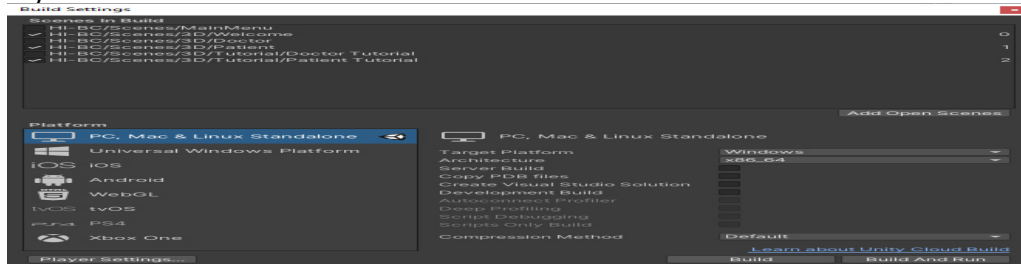 Build Settings
Scenes In Build
HI-BC/Scenes/MainMenu
HI-BC/Scenes/3D/Welcome 0
HI-BC/Scenes/3D/Doctor
HI-BC/Scenes/3D/Patient 1
HI-BC/Scenes/3D/Tutorial/Doctor Tutorial
HI-BC/Scenes/3D/Tutorial/Patient Tutorial 2
Add Open Scenes
Platform
PC, Mac & Linux Standalone
Universal Windows Platform
iOS iOS
Android
WebGL
tvOS tvOS
PS4 PS4
Xbox One
PC, Mac & Linux Standalone
Target Platform Windows
Architecture x86_64
Server Build
Copy PDB files
Create Visual Studio Solution
Development Build
Autoconnect Profiler
Deep Profiling
Script Debugging
Scripts Only Build
Compression Method Default
Learn about Unity Cloud Build
Player Settings... Build Build And Run